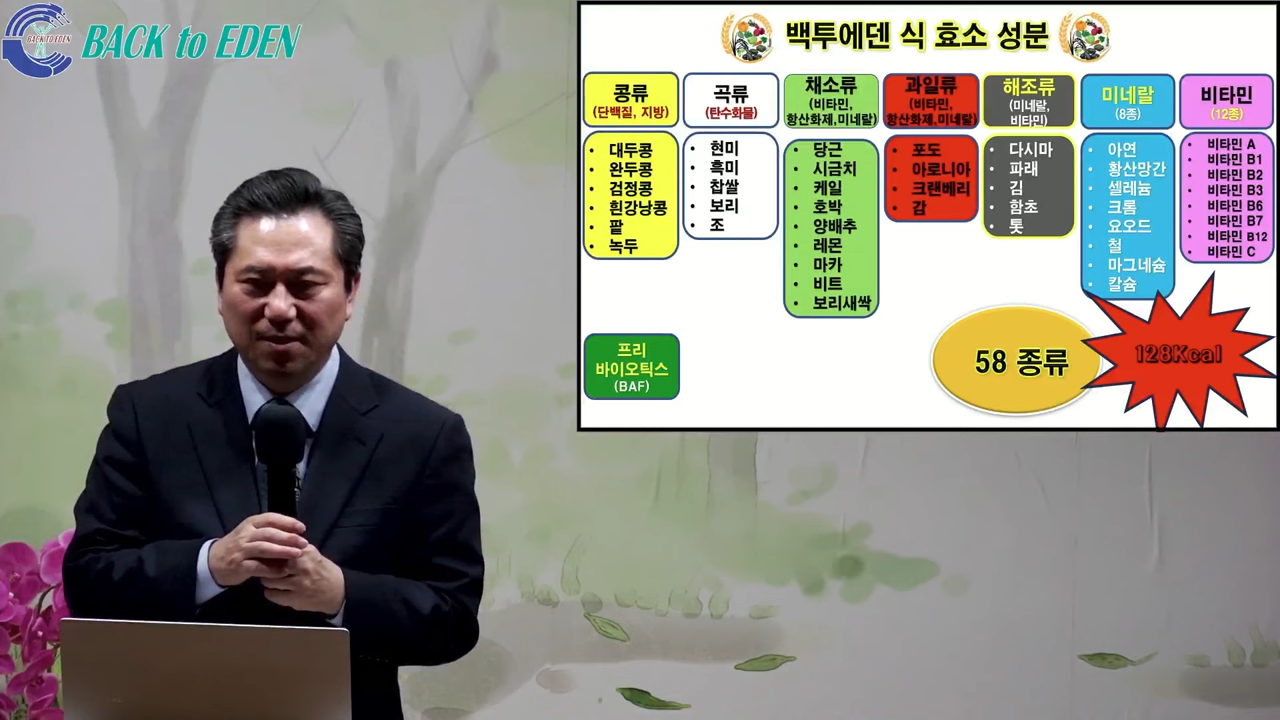 BACK TO EDEN
BACK to EDEN
백투에덴 식 효소 성분
콩류
(단백질, 지방)
• 대두콩
• 완두콩
• 검정콩
• 흰강낭콩
• 팥
• 녹두
곡류
(탄수화물)
• 현미
• 흑미
• 찹쌀
• 보리
• 조
채소류
(비타민,
항산화제,미네랄)
• 당근
• 시금치
• 케일
• 호박
• 양배추
• 레몬
• 마카
• 비트
• 보리새싹
과일류
(비타민,
항산화제,미네랄)
• 포도
• 아로니아
• 크랜베리
• 감
해조류
(미네랄,
비타민)
• 다시마
• 파래
• 김
• 함초
• 톳
미네랄
(8종)
• 아연
• 황산망간
• 셀레늄
• 크롬
• 요오드
• 철
• 마그네슘
• 칼슘
비타민
(12종)
• 비타민 A
• 비타민 B1
• 비타민 B2
• 비타민 B3
• 비타민 B6
• 비타민 B7
• 비타민 B12
• 비타민 C
프리
바이오틱스
(BAF)
58 종류
128Kcal